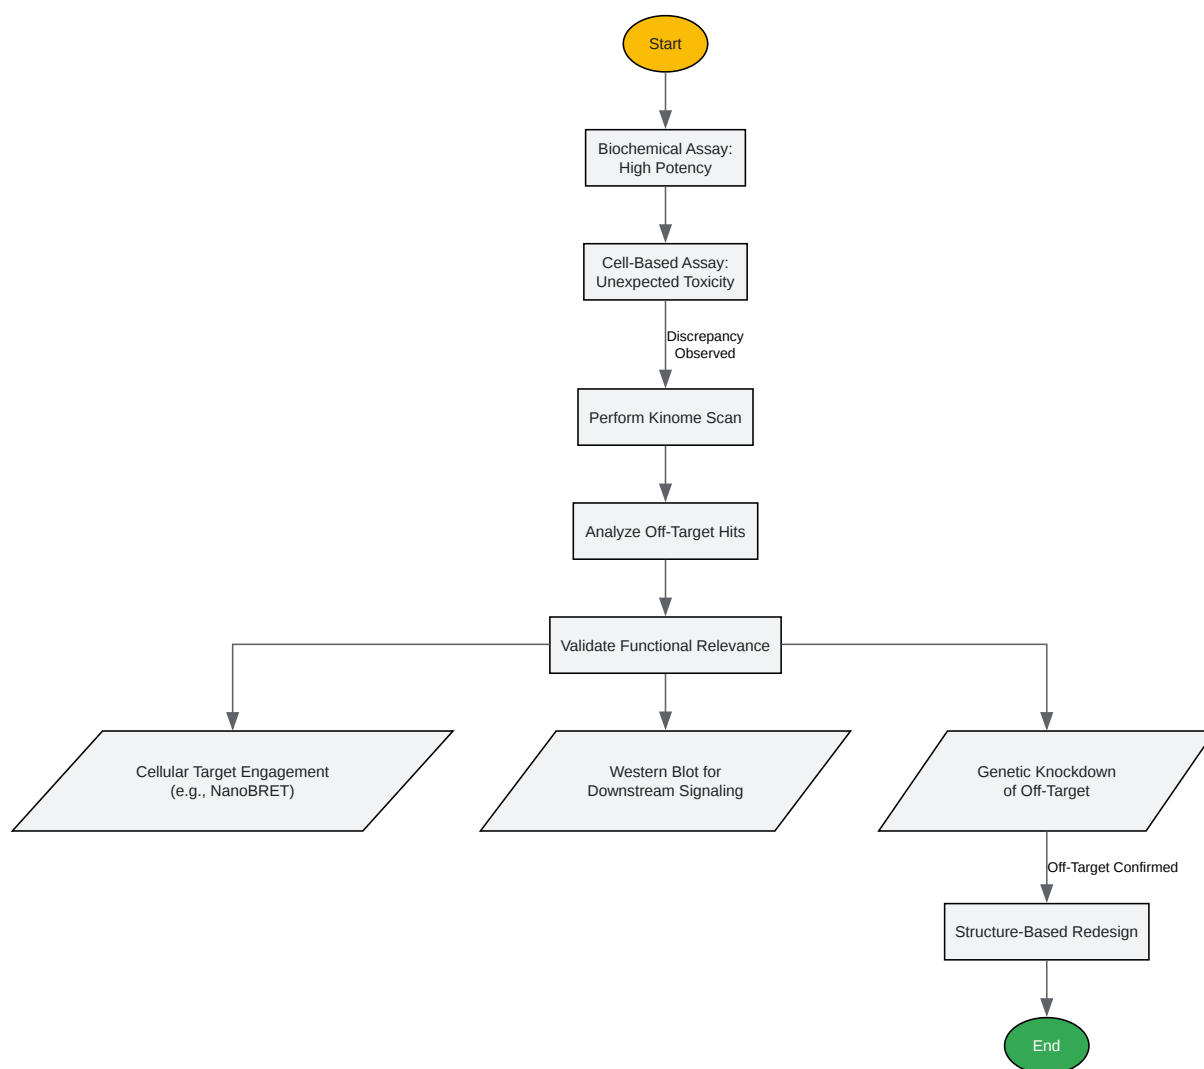 Start
Biochemical Assay:
High Potency
Cell-Based Assay:
Unexpected Toxicity
Discrepancy
Observed
Perform Kinome Scan
Analyze Off-Target Hits
Validate Functional Relevance
Cellular Target Engagement
(e.g., NanoBRET)
Western Blot for
Downstream Signaling
Genetic Knockdown
of Off-Target
Off-Target Confirmed
Structure-Based Redesign
End